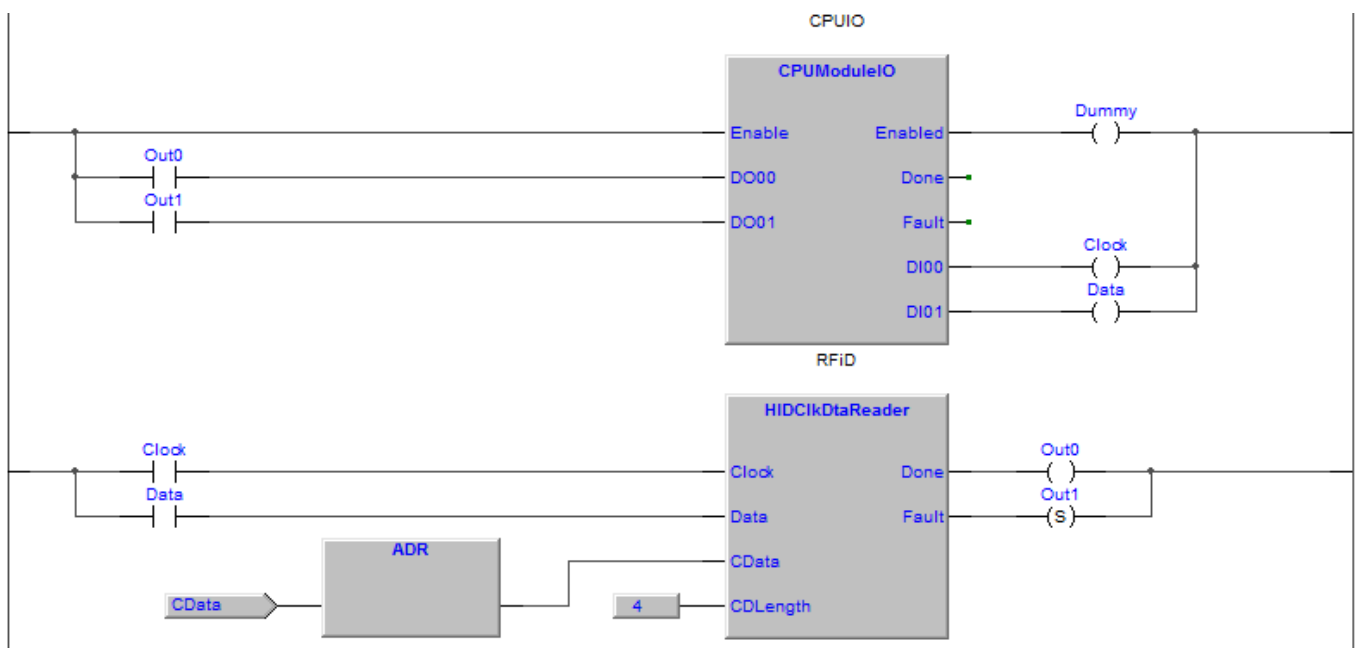 CPUIO
CPUModuleIO
Dummy
Enable Enabled
Out0
DO00 Done
Out1
DO01 Fault
Clock
DI00
Data
DI01
RFiD
HIDClkDtaReader
Clock Out0
Clock Done
Data Out1
Data Fault
(S)
ADR
CData
CData 4 CDLength